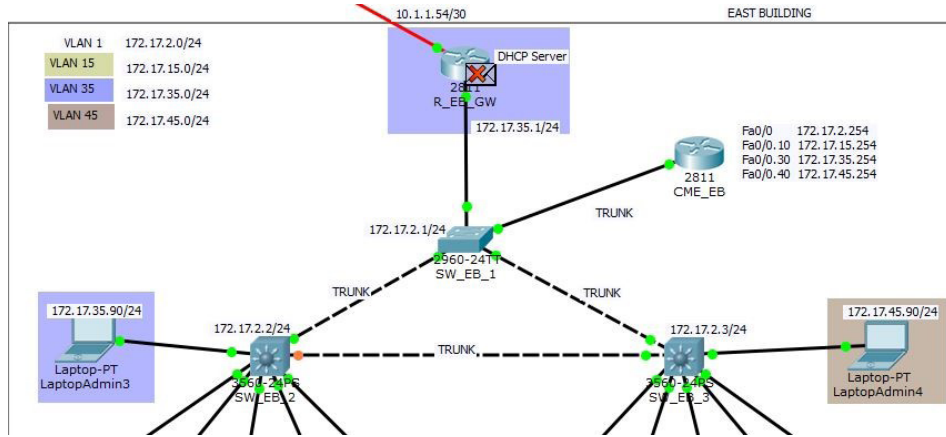 10.1.1.54/30
EAST BUILDING
VLAN 1 172.17.2.0/24
VLAN 15 172.17.15.0/24
VLAN 35 172.17.35.0/24
VLAN 45 172.17.45.0/24
DHCP Server
2811
R_EB_GW
172.17.35.1/24
Fa0/0 172.17.2.254
Fa0/0.10 172.17.15.254
Fa0/0.30 172.17.35.254
Fa0/0.40 172.17.45.254
2811
CME_EB
TRUNK
172.17.2.1/24
2960-24TT
SW_EB_1
TRUNK
TRUNK
172.17.35.90/24
172.17.2.2/24
172.17.2.3/24
172.17.45.90/24
TRUNK
Laptop-PT
LaptopAdmin3
3560-24PS
SW_EB_2
3560-24PS
SW_EB_3
Laptop-PT
LaptopAdmin4